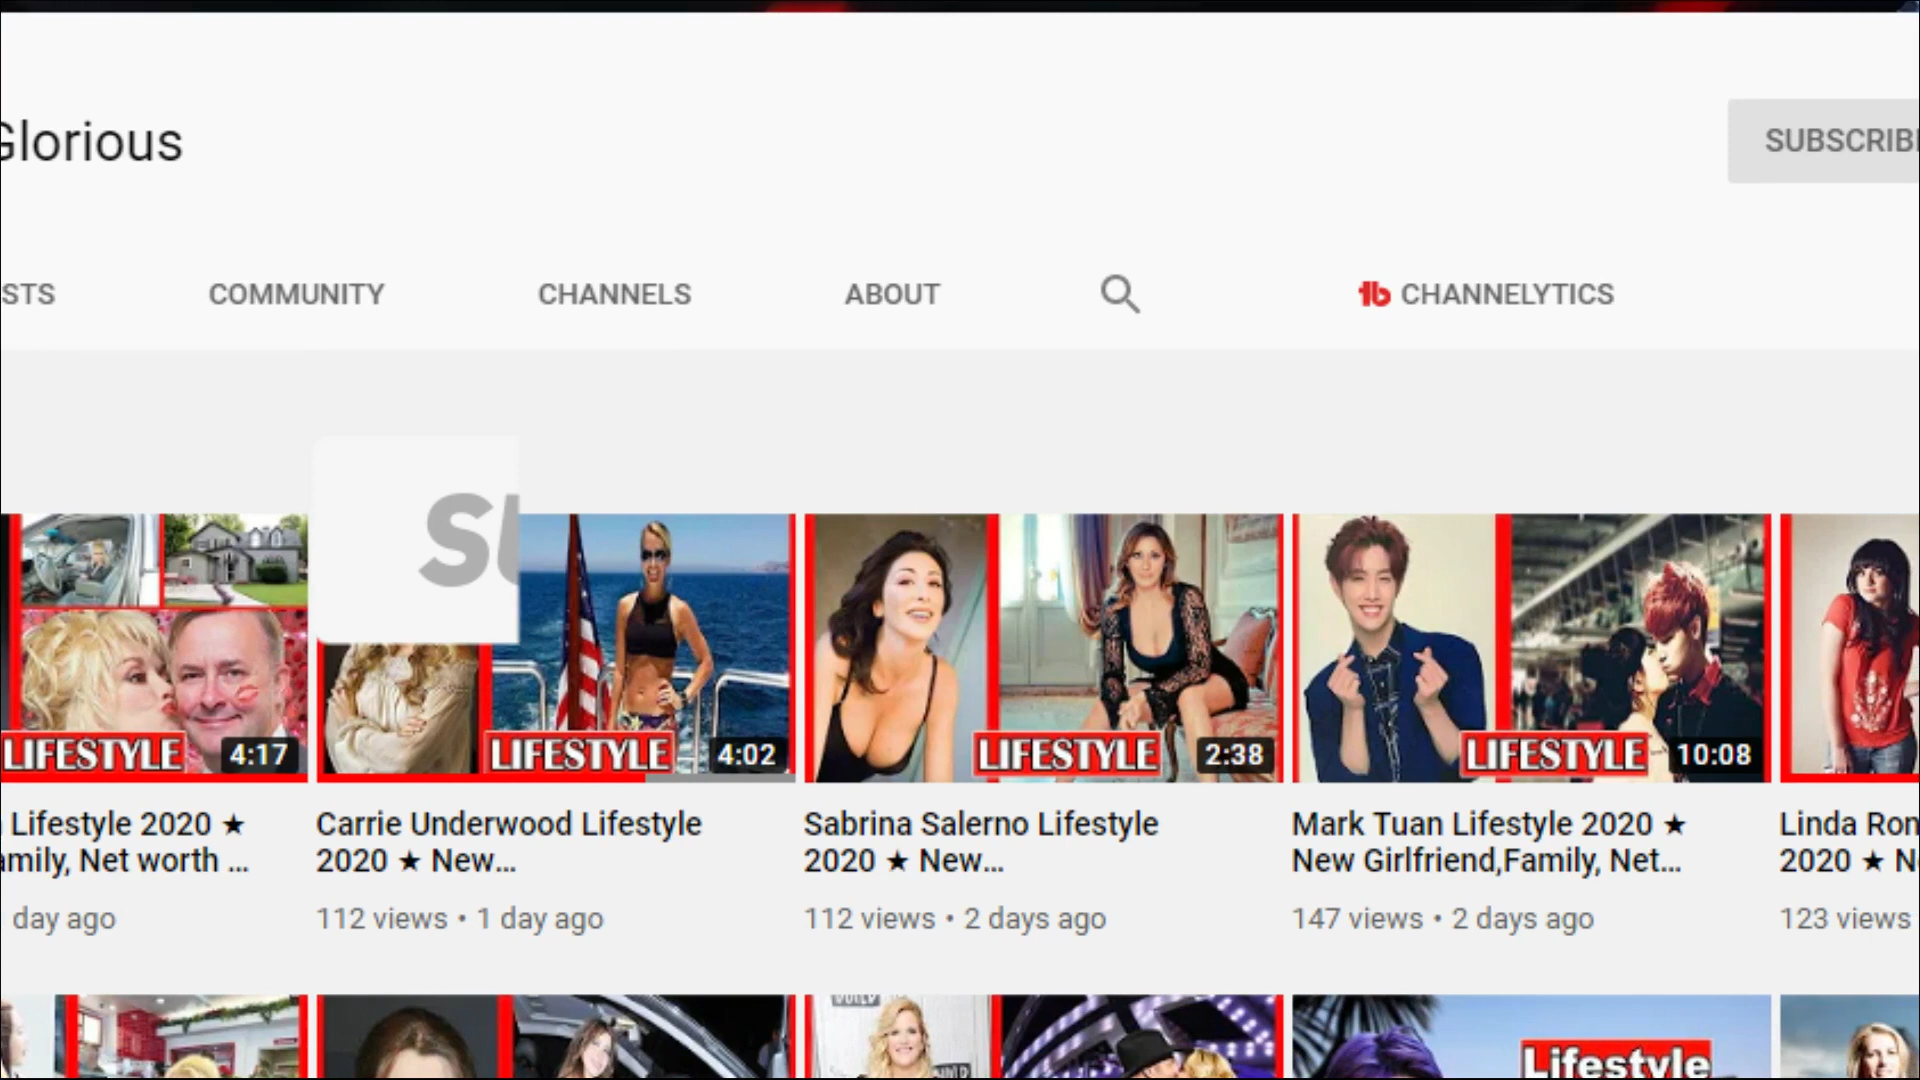 Glorious
SUBSCRIB
STS
COMMUNITY
CHANNELS
ABOUT
CHANNELYTICS
LIFESTYLE
4:17
LIFESTYLE
4:02
LIFESTYLE
2:38
LIFESTYLE
10:08
Lifestyle 2020 ★
amily, Net worth ...
day ago
Carrie Underwood Lifestyle
2020 ★ New...
112 views • 1 day ago
Sabrina Salerno Lifestyle
2020 ★ New...
112 views • 2 days ago
Mark Tuan Lifestyle 2020 ★
New Girlfriend,Family, Net...
147 views • 2 days ago
Linda Ron
2020 ★ N
123 views
Lifestyle